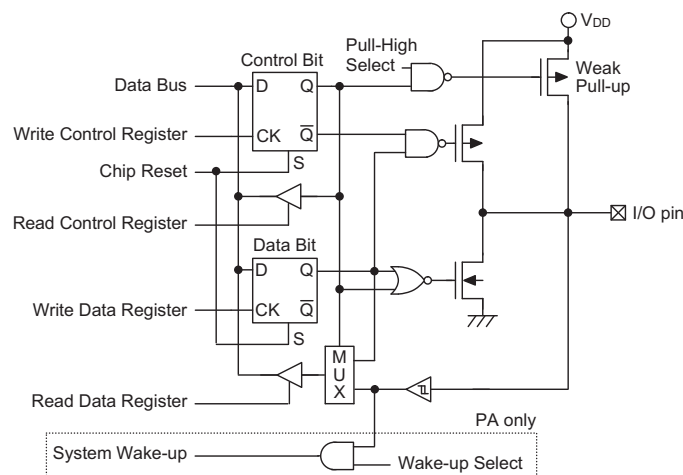 V_DD
Control Bit
Pull-High
Select
Weak
Pull-up
Data Bus
D
Q
Write Control Register
CK
Q̅
Chip Reset
S
I/O pin
Read Control Register
Data Bit
D
Q
Write Data Register
CK
Q̅
S
M
U
X
Read Data Register
PA only
System Wake-up
Wake-up Select